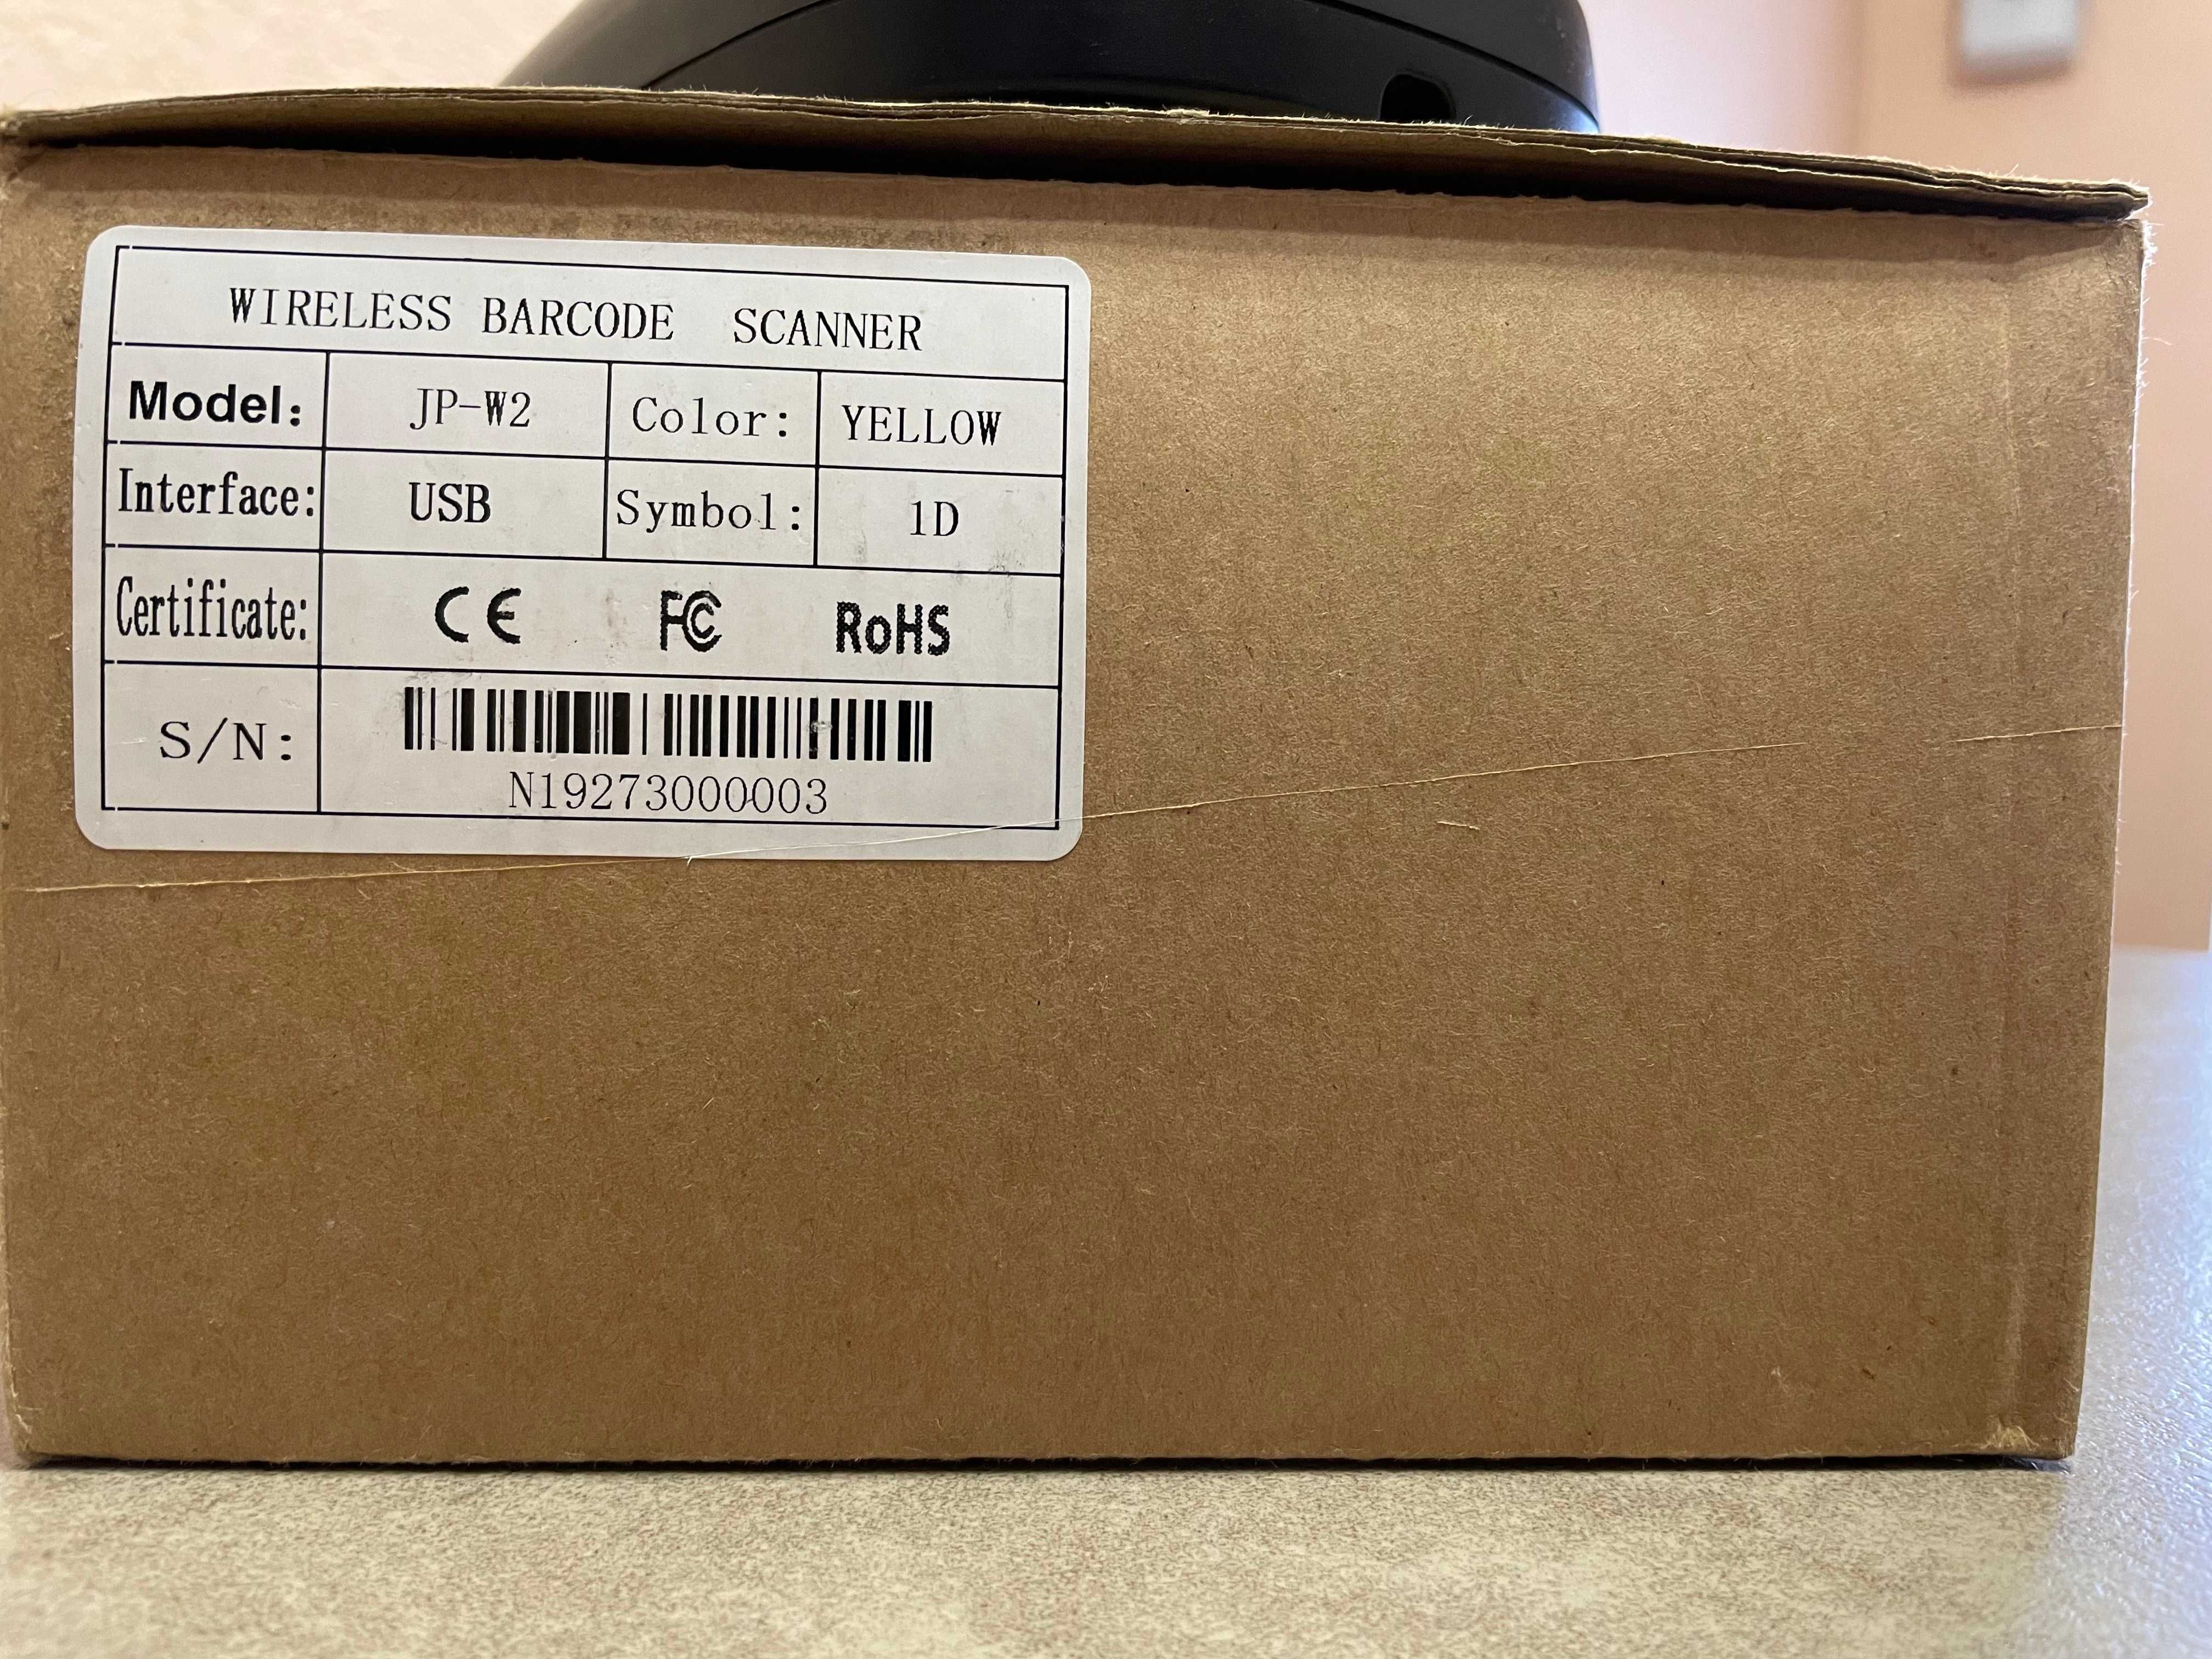 WIRELESS BARCODE SCANNER
Model: JP-W2 Color: YELLOW
Interface: USB Symbol: 1D
Certificate: CE FC RoHS
S/N:
N19273000003